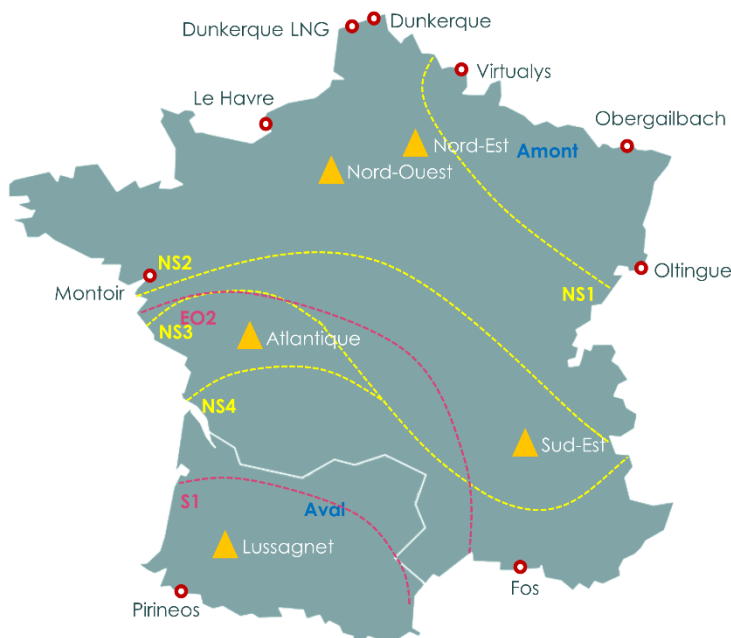 Dunkerque
Dunkerque LNG
Virtualys
Le Havre
Obergailbach
Nord-Est
Amont
Nord-Ouest
NS2
Oltingue
Montoir
NS1
EO2
NS3
Atlantique
NS4
Sud-Est
S1
Aval
Lussagnet
Fos
Pirineos